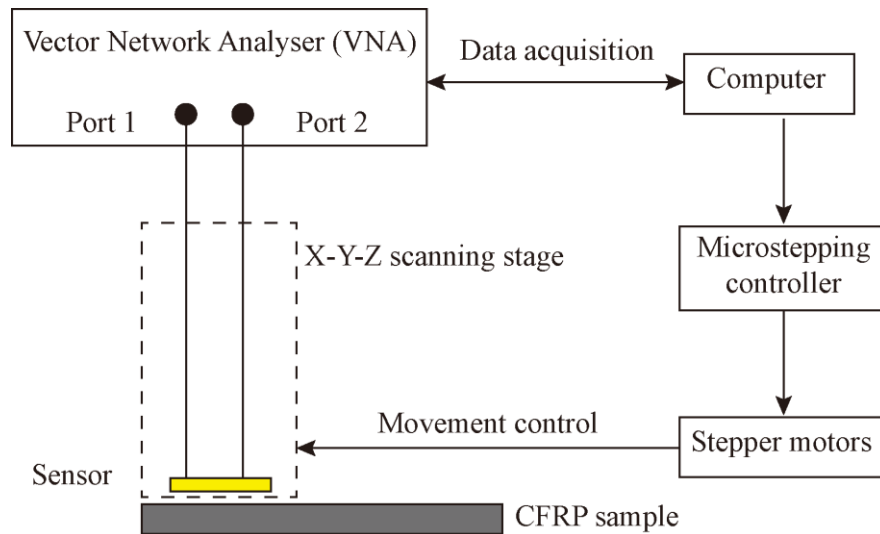 Vector Network Analyser (VNA)
Port 1
Port 2
Data acquisition
Computer
X-Y-Z scanning stage
Microstepping
controller
Movement control
Stepper motors
Sensor
CFRP sample